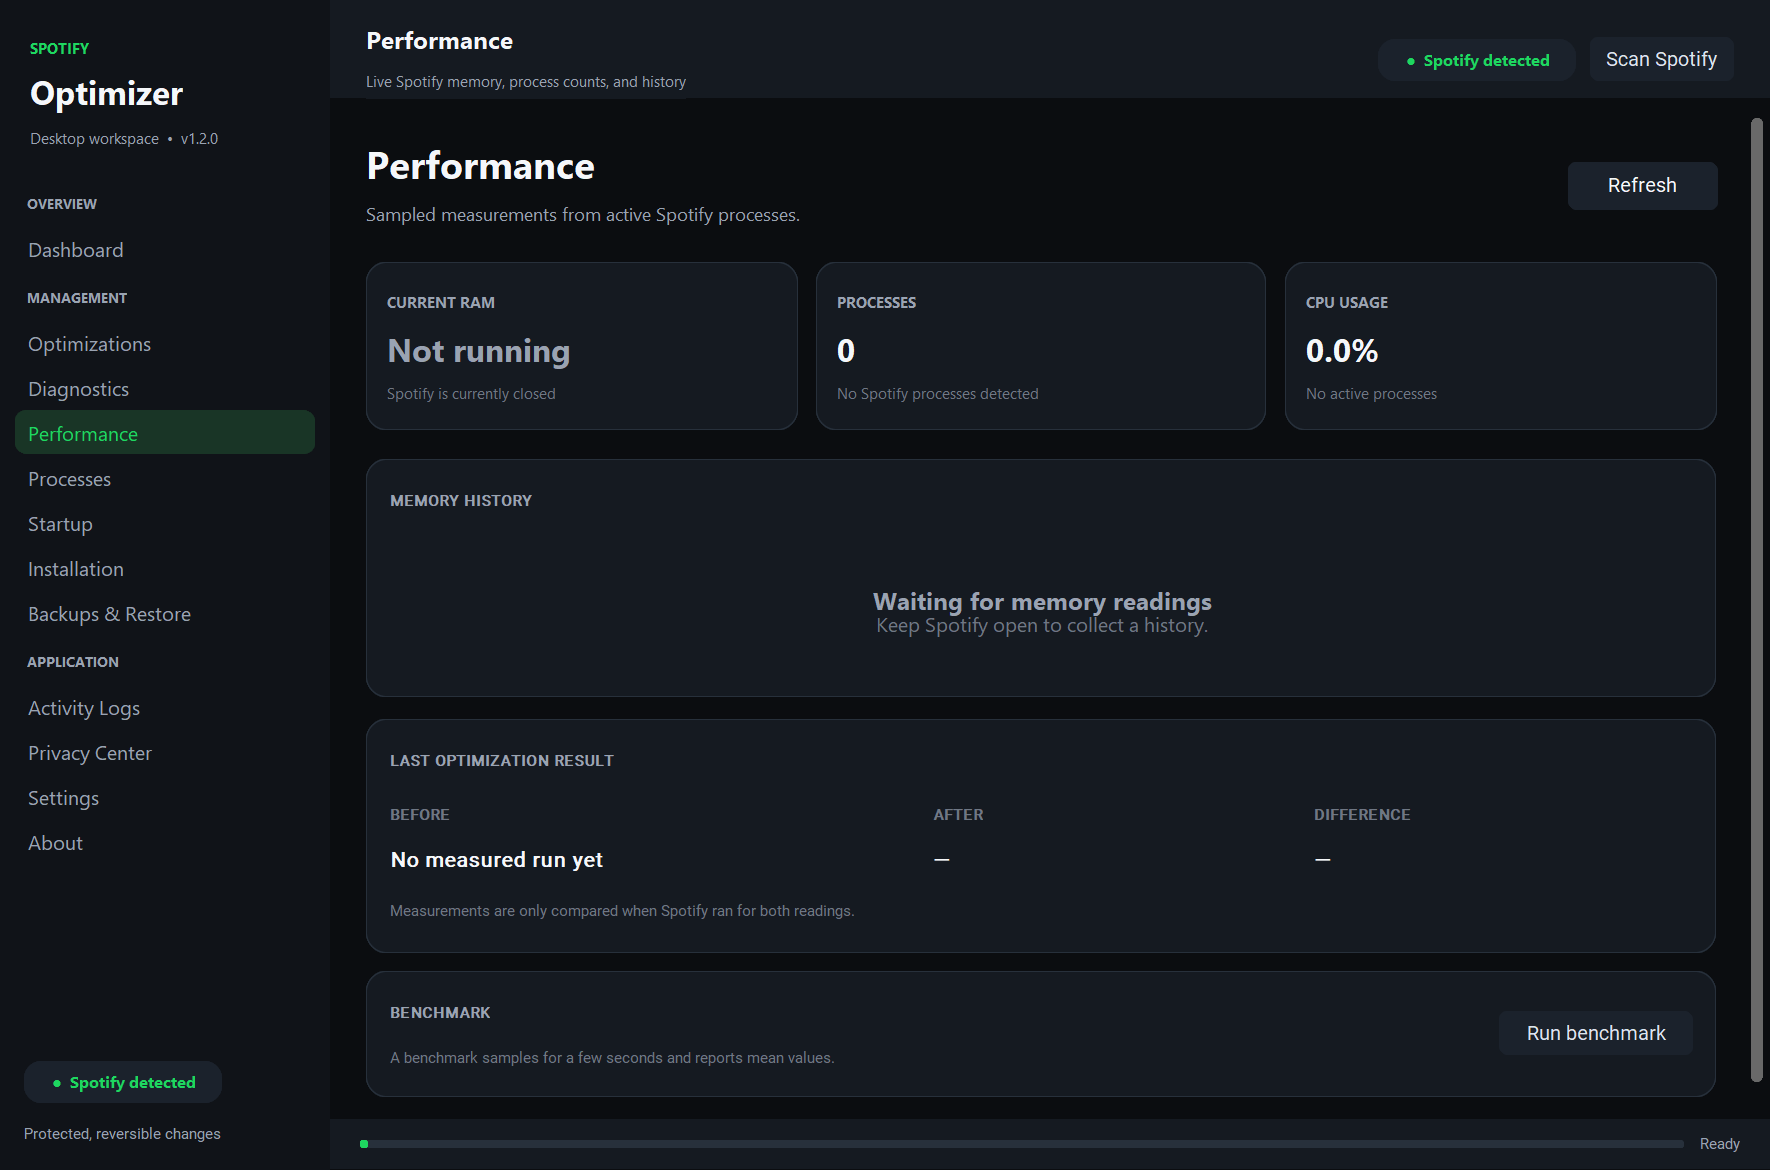 SPOTIFY
Optimizer
Desktop workspace • v1.2.0
OVERVIEW
Dashboard
MANAGEMENT
Optimizations
Diagnostics
Performance
Processes
Startup
Installation
Backups & Restore
APPLICATION
Activity Logs
Privacy Center
Settings
About
● Spotify detected
Protected, reversible changes
Performance
Live Spotify memory, process counts, and history
● Spotify detected
Scan Spotify
Performance
Sampled measurements from active Spotify processes.
Refresh
CURRENT RAM
Not running
Spotify is currently closed
PROCESSES
0
No Spotify processes detected
CPU USAGE
0.0%
No active processes
MEMORY HISTORY
Waiting for memory readings
Keep Spotify open to collect a history.
LAST OPTIMIZATION RESULT
BEFORE
No measured run yet
AFTER
—
DIFFERENCE
—
Measurements are only compared when Spotify ran for both readings.
BENCHMARK
A benchmark samples for a few seconds and reports mean values.
Run benchmark
Ready